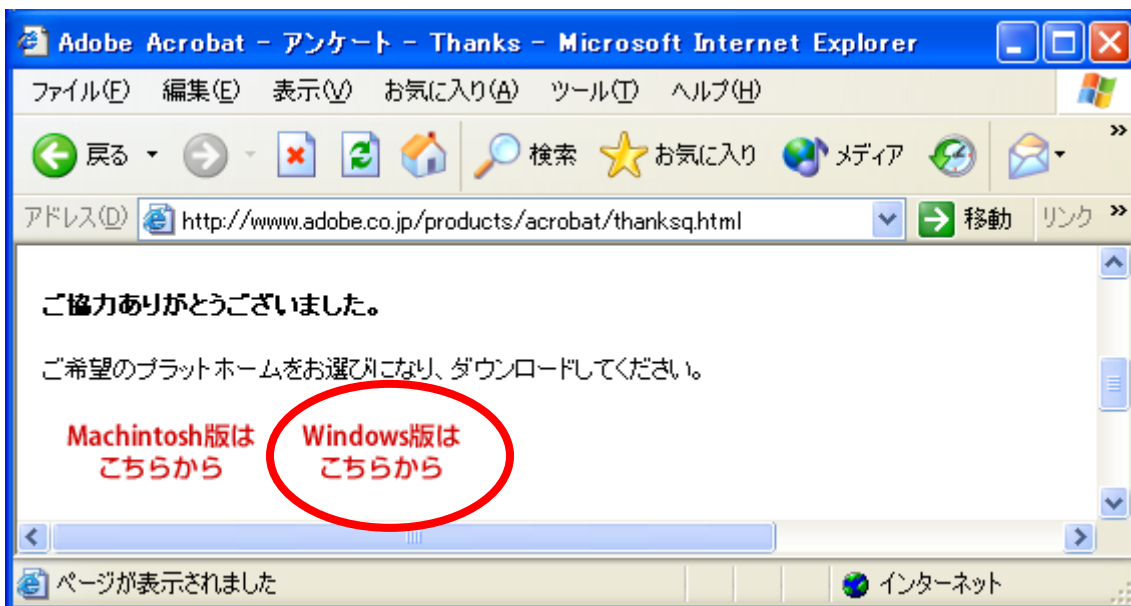 Adobe Acrobat - アンケート - Thanks - Microsoft Internet Explorer
ファイル(F) 編集(E) 表示(V) お気に入り(A) ツール(T) ヘルプ(H)
戻る 検索 お気に入り メディア »
アドレス(D) http://www.adobe.co.jp/products/acrobat/thanksq.html 移動 リンク »
ご協力ありがとうございました。
ご希望のプラットホームをお選びになり、ダウンロードしてください。
Machintosh版は Windows版は
こちらから こちらから
ページが表示されました インターネット